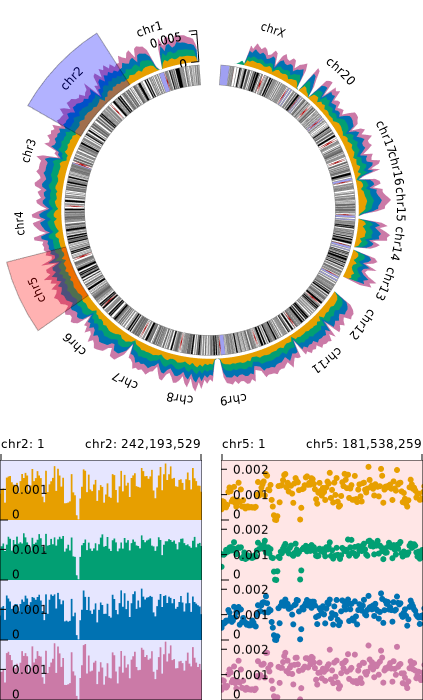 chr1
chrX
0.005
0
chr2
chr20
chr3
chr17
chr16
chr4
chr15
chr14
chr5
chr13
chr6
chr12
chr7
chr11
chr8
chr9
chr2: 1 chr2: 242,193,529 chr5: 1 chr5: 181,538,259
0.002
0.001 0.001
0 0
0.002
0.001 0.001
0 0
0.002
0.001 0.001
0 0
0.002
0.001 0.001
0 0